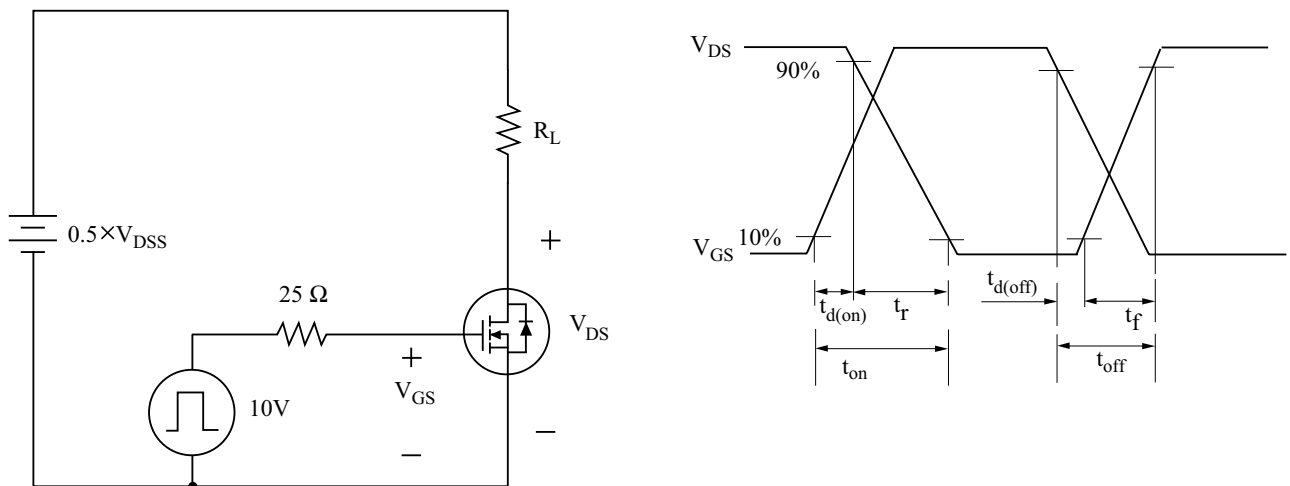 R_L
0.5×V_DSS
25 Ω
+
V_DS
+
V_GS
−
−
10V
V_DS
90%
V_GS
10%
t_d(on)
t_r
t_on
t_d(off)
t_f
t_off